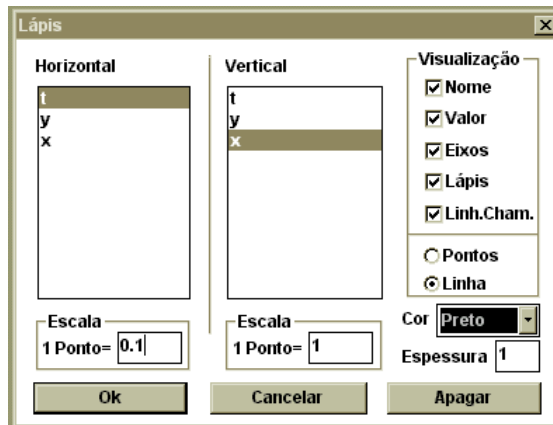 Lápis
Horizontal
t
y
x
Escala
1 Ponto= 0.1
Vertical
t
y
x
Escala
1 Ponto= 1
Visualização
Nome
Valor
Eixos
Lápis
Linh.Cham.
Pontos
Linha
Cor Preto
Espessura 1
Ok
Cancelar
Apagar